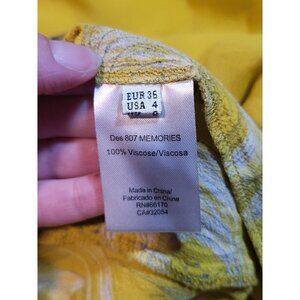 EUR 36
USA 4
Des 807 MEMORIES
100% Viscose/Viscosa
Made in China/
Fabricado en China
RN#66170
CA#32054